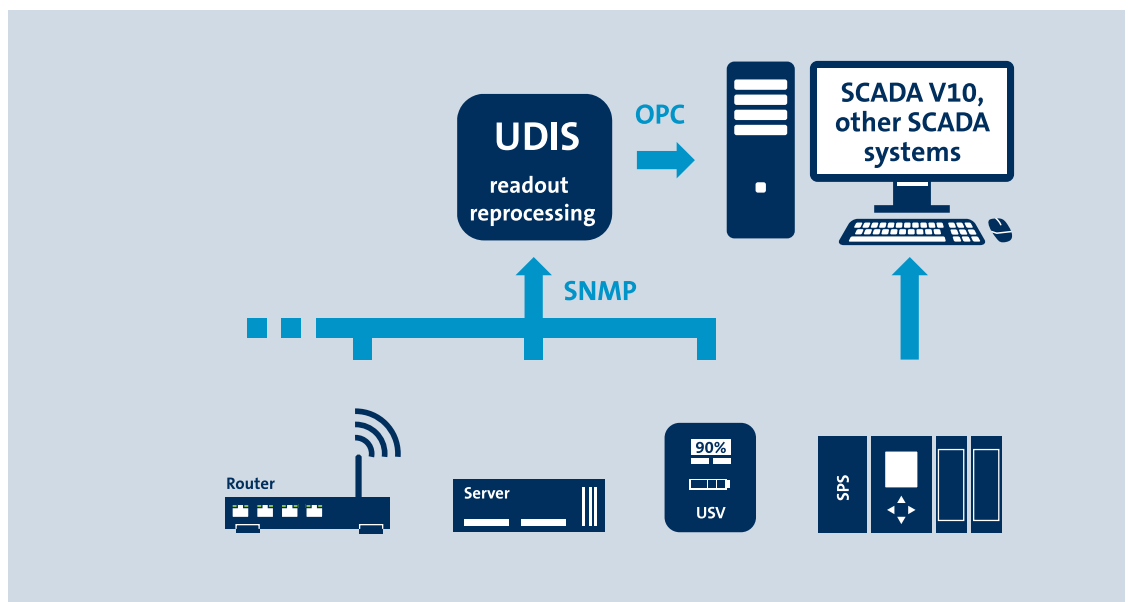 UDIS
readout
reprocessing
OPC
SCADA V10,
other SCADA
systems
SNMP
Router
Server
90%
USV
SPS